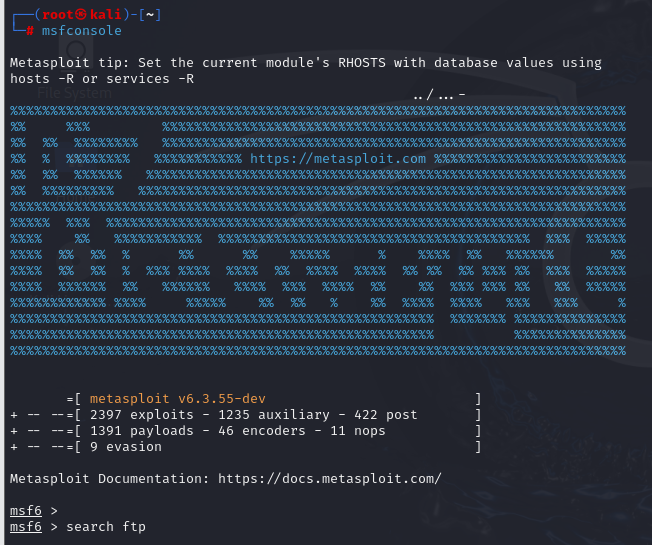 ┌──(root㉿kali)-[~]
└─# msfconsole
Metasploit tip: Set the current module's RHOSTS with database values using
hosts -R or services -R
File System
../...-
https://metasploit.com
=[ metasploit v6.3.55-dev ]
+ -- --=[ 2397 exploits - 1235 auxiliary - 422 post ]
+ -- --=[ 1391 payloads - 46 encoders - 11 nops ]
+ -- --=[ 9 evasion ]
Metasploit Documentation: https://docs.metasploit.com/
msf6 >
msf6 > search ftp